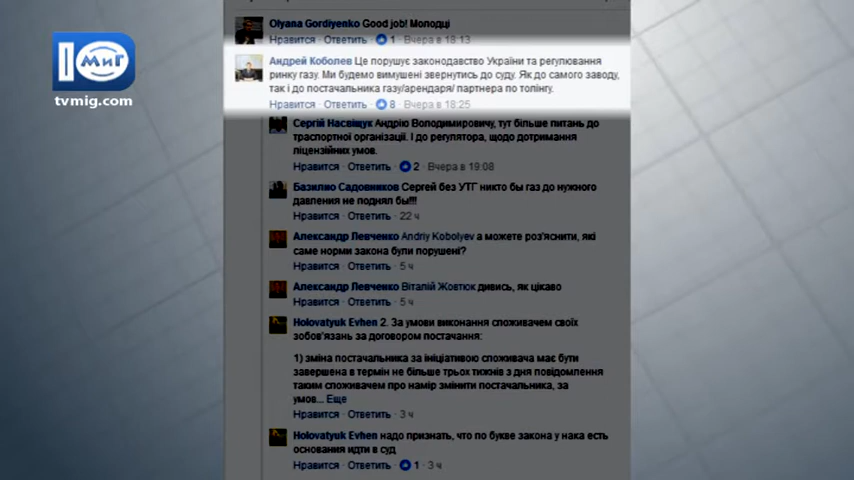 МиГ
tvmig.com
Olyana Gordiyenko Good job! Молодці
Нравится · Ответить · 1 · Вчера в 18:13
Андрей Коболев Це порушує законодавство України та регулювання
ринку газу. Ми будемо вимушені звернутись до суду. Як до самого заводу,
так і до постачальника газу/арендаря/ партнера по толінгу.
Нравится · Ответить · 8 · Вчера в 18:25
Сергій Насвіщук Андрію Володимировичу, тут більше питань до
траспортної організації. І до регулятора, щодо дотримання
ліцензійних умов.
Нравится · Ответить · 2 · Вчера в 19:08
Базилио Садовников Сергей без УТГ никто бы газ до нужного
давления не поднял бы!!!
Нравится · Ответить · 22 ч
Александр Левченко Andriy Kobolyev а можете роз'яснити, які
саме норми закона були порушені?
Нравится · Ответить · 5 ч
Александр Левченко Віталій Жовтюк дивись, як цікаво
Нравится · Ответить · 5 ч
Holovatyuk Evhen 2. За умови виконання споживачем своїх
зобов'язань за договором постачання:
1) зміна постачальника за ініціативою споживача має бути
завершена в термін не більше трьох тижнів з дня повідомлення
таким споживачем про намір змінити постачальника, за
умов... Еще
Нравится · Ответить · 3 ч
Holovatyuk Evhen надо признать, что по букве закона у нака есть
основания идти в суд
Нравится · Ответить · 1 · 3 ч